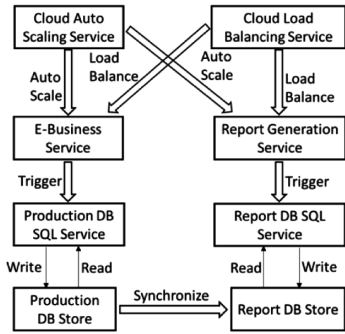 Cloud Auto
Scaling Service
Cloud Load
Balancing Service
Auto
Scale
Load
Balance
Auto
Scale
Load
Balance
E-Business
Service
Report Generation
Service
Trigger
Trigger
Production DB
SQL Service
Report DB SQL
Service
Write
Read
Read
Write
Production
DB Store
Synchronize
Report DB Store